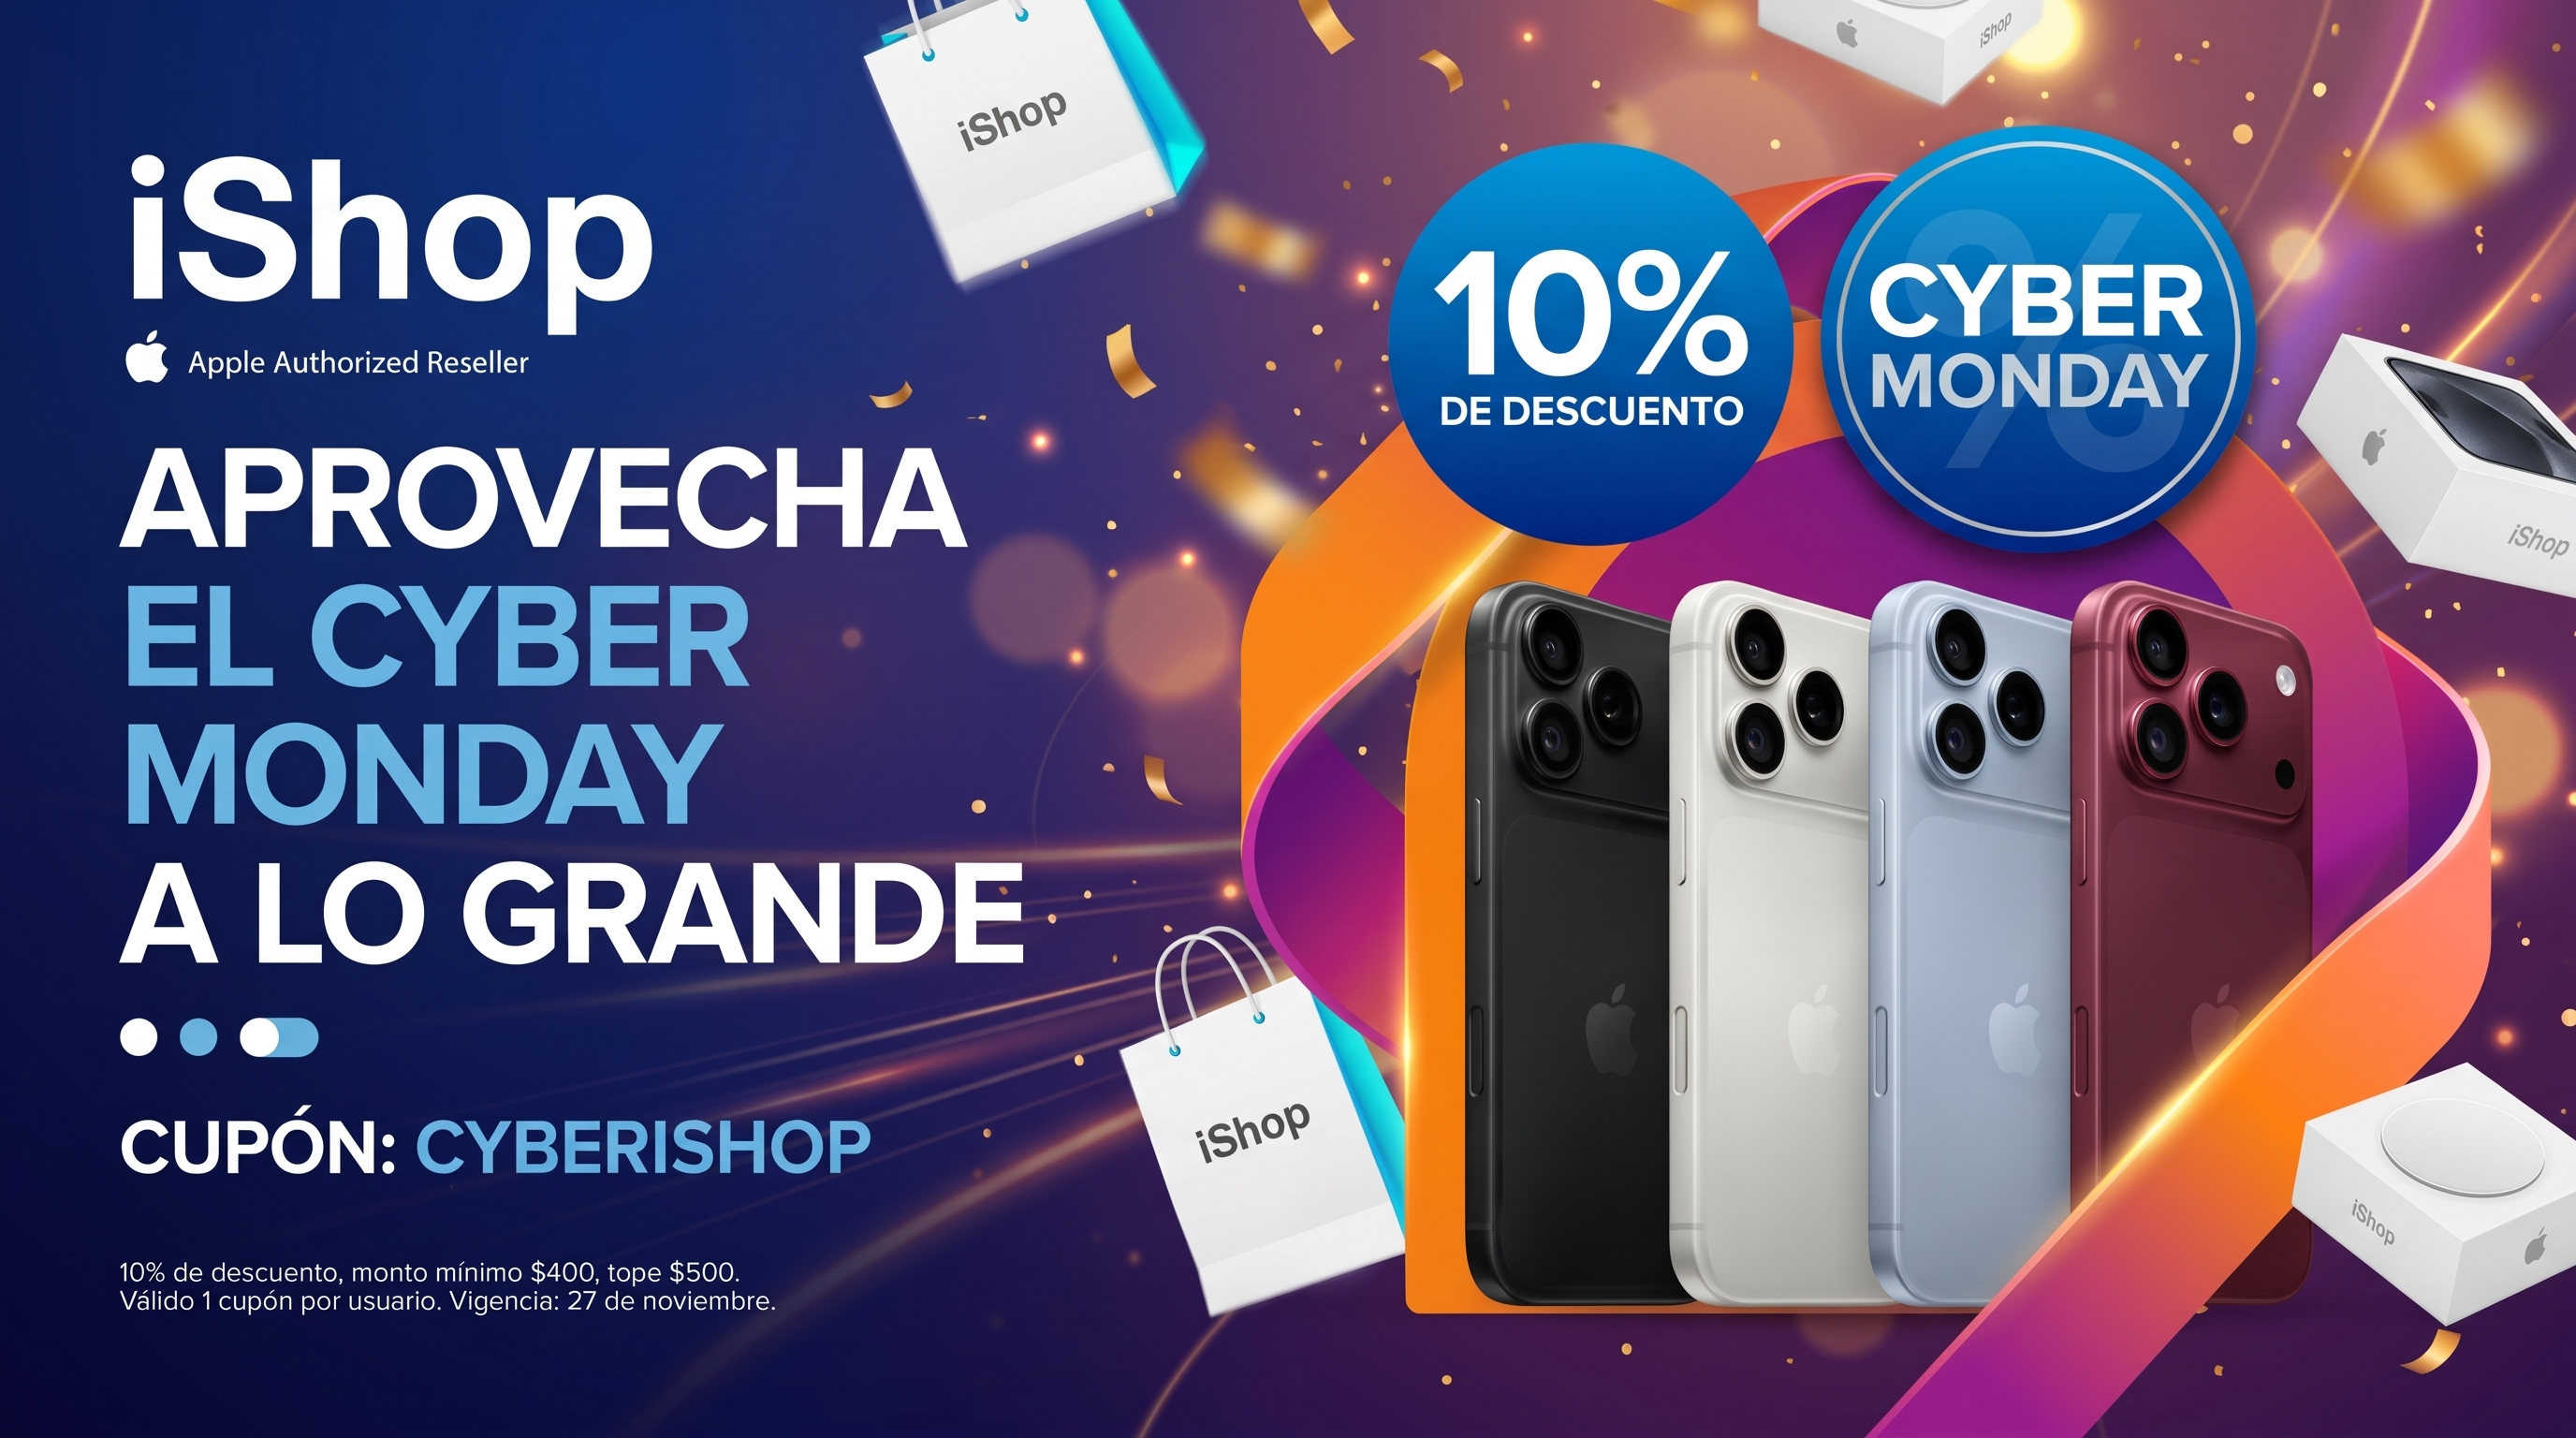 iShop
Apple Authorized Reseller
APROVECHA
EL CYBER
MONDAY
A LO GRANDE
CUPÓN: CYBERISHOP
10% de descuento, monto mínimo $400, tope $500.
Válido 1 cupón por usuario. Vigencia: 27 de noviembre.
iShop
iShop
10%
DE DESCUENTO
%
CYBER
MONDAY
iShop
iShop
iShop